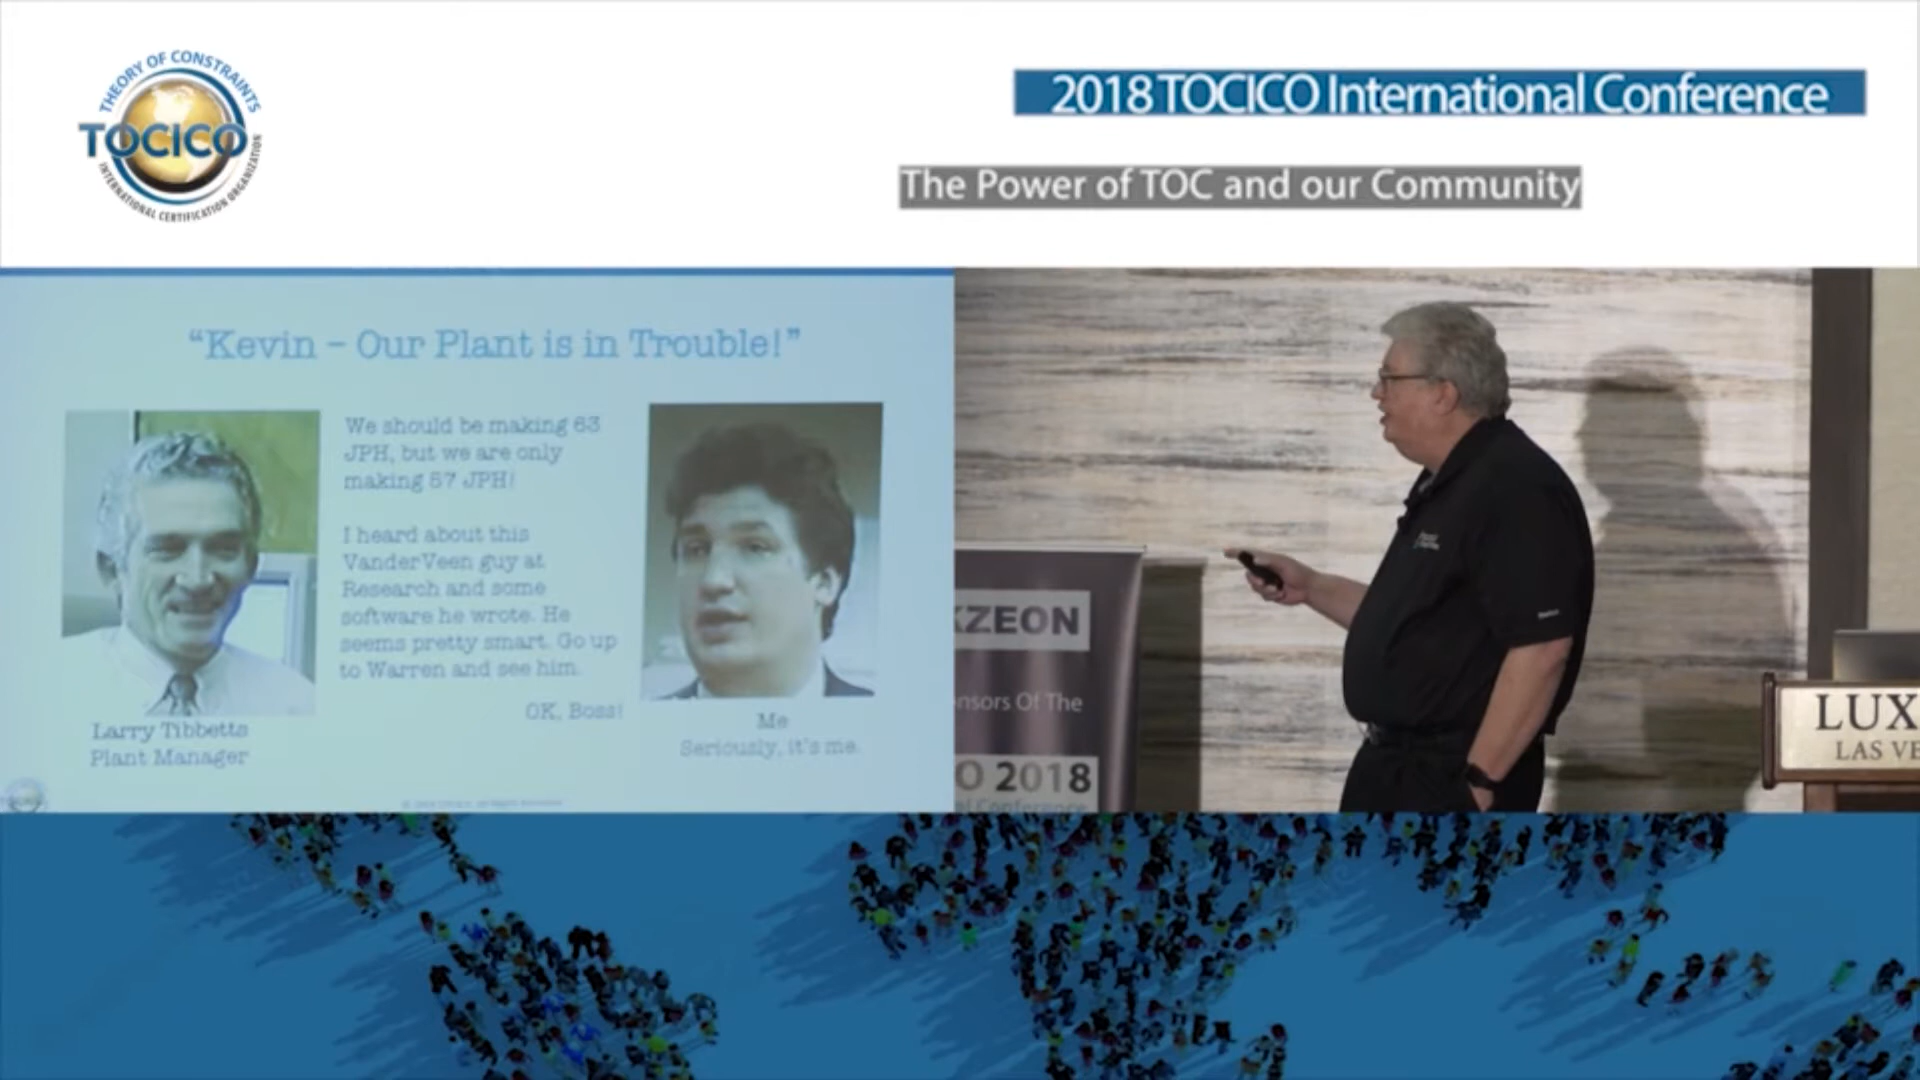 THEORY OF CONSTRAINTS
TOCICO
INTERNATIONAL CERTIFICATION ORGANIZATION
2018 TOCICO International Conference
The Power of TOC and our Community
“Kevin – Our Plant is in Trouble!”
We should be making 63
JPH, but we are only
making 57 JPH!
I heard about this
VanderVeen guy at
Research and some
software he wrote. He
seems pretty smart. Go up
to Warren and see him.
OK, Boss!
Larry Tibbetts
Plant Manager
Me
Seriously, it's me.
KZEON
nsors Of The
O 2018
al Conference
LUX
LAS VE